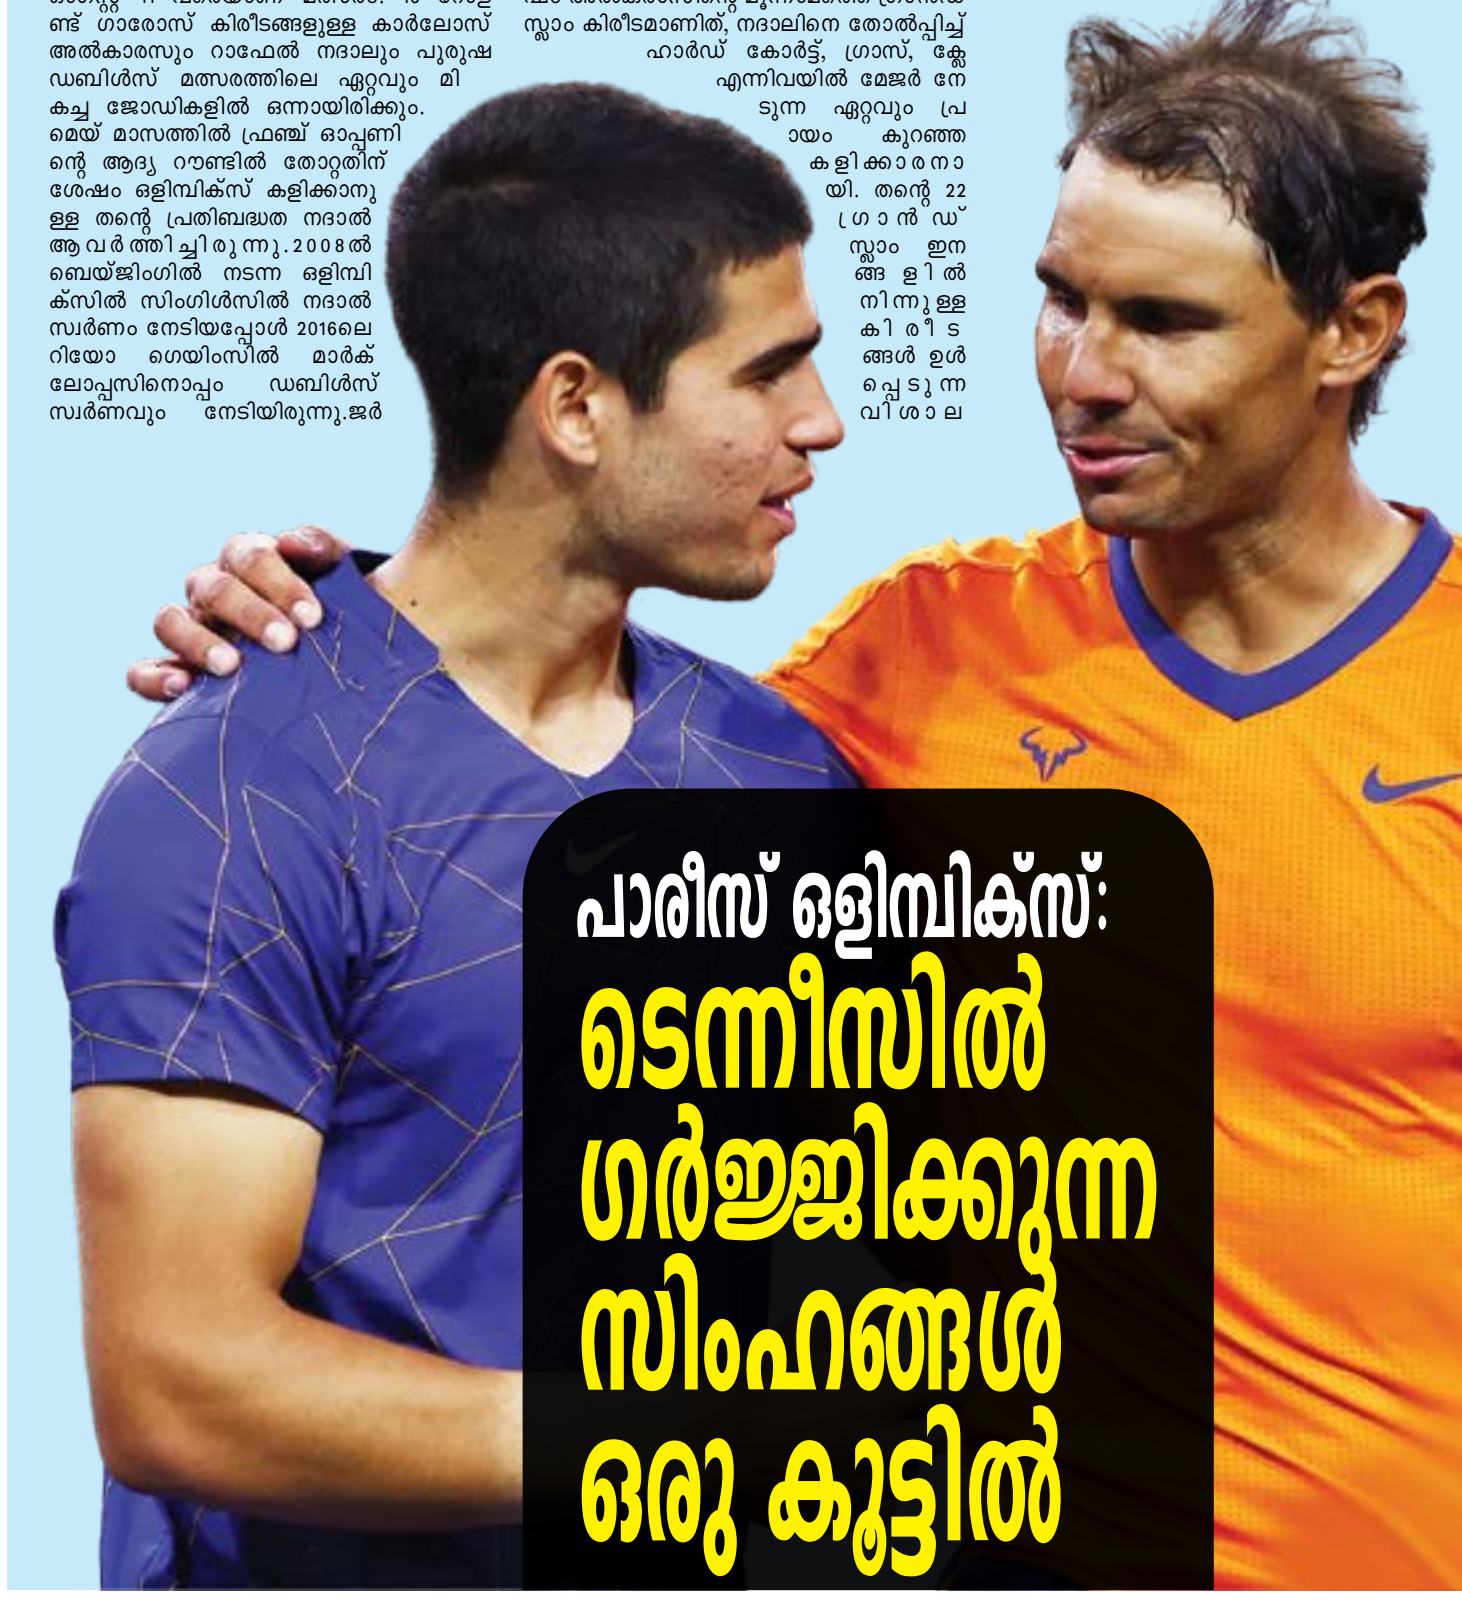 ണ്ട് ഗാരോസ് കിരീടങ്ങളുള്ള കാർലോസ്
അൽകാരസും റാഫേൽ നദാലും പുരുഷ
ഡബിൾസ് മത്സരത്തിലെ ഏറ്റവും മി
കച്ച ജോഡികളിൽ ഒന്നായിരിക്കും.
മെയ് മാസത്തിൽ ഫ്രഞ്ച് ഓപ്പണി
ന്റെ ആദ്യ റൗണ്ടിൽ തോറ്റതിന്
ശേഷം ഒളിമ്പിക്സ് കളിക്കാനു
ള്ള തന്റെ പ്രതിബദ്ധത നദാൽ
ആവർത്തിച്ചിരുന്നു.2008ൽ
ബെയ്ജിംഗിൽ നടന്ന ഒളിമ്പി
ക്സിൽ സിംഗിൾസിൽ നദാൽ
സ്വർണം നേടിയപ്പോൾ 2016ലെ
റിയോ ഗെയിംസിൽ മാർക്
ലോപ്പസിനൊപ്പം ഡബിൾസ്
സ്വർണവും നേടിയിരുന്നു.ജർ
സ്ലാം കിരീടമാണിത്, നദാലിനെ തോൽപ്പിച്ച്
ഹാർഡ് കോർട്ട്, ഗ്രാസ്, ക്ലേ
എന്നിവയിൽ മേജർ നേ
ടുന്ന ഏറ്റവും പ്ര
ായം കുറഞ്ഞ
കളിക്കാരനാ
യി. തന്റെ 22
ഗ്രാൻഡ്
സ്ലാം ഇന
ങ്ങളിൽ
നിന്നുള്ള
കിരീട
ങ്ങൾ ഉൾ
പ്പെടുന്ന
വിശാല
പാരീസ് ഒളിമ്പിക്സ്:
ടെന്നീസിൽ
ഗർജ്ജിക്കുന്ന
സിംഹങ്ങൾ
ഒരു കൂട്ടിൽ